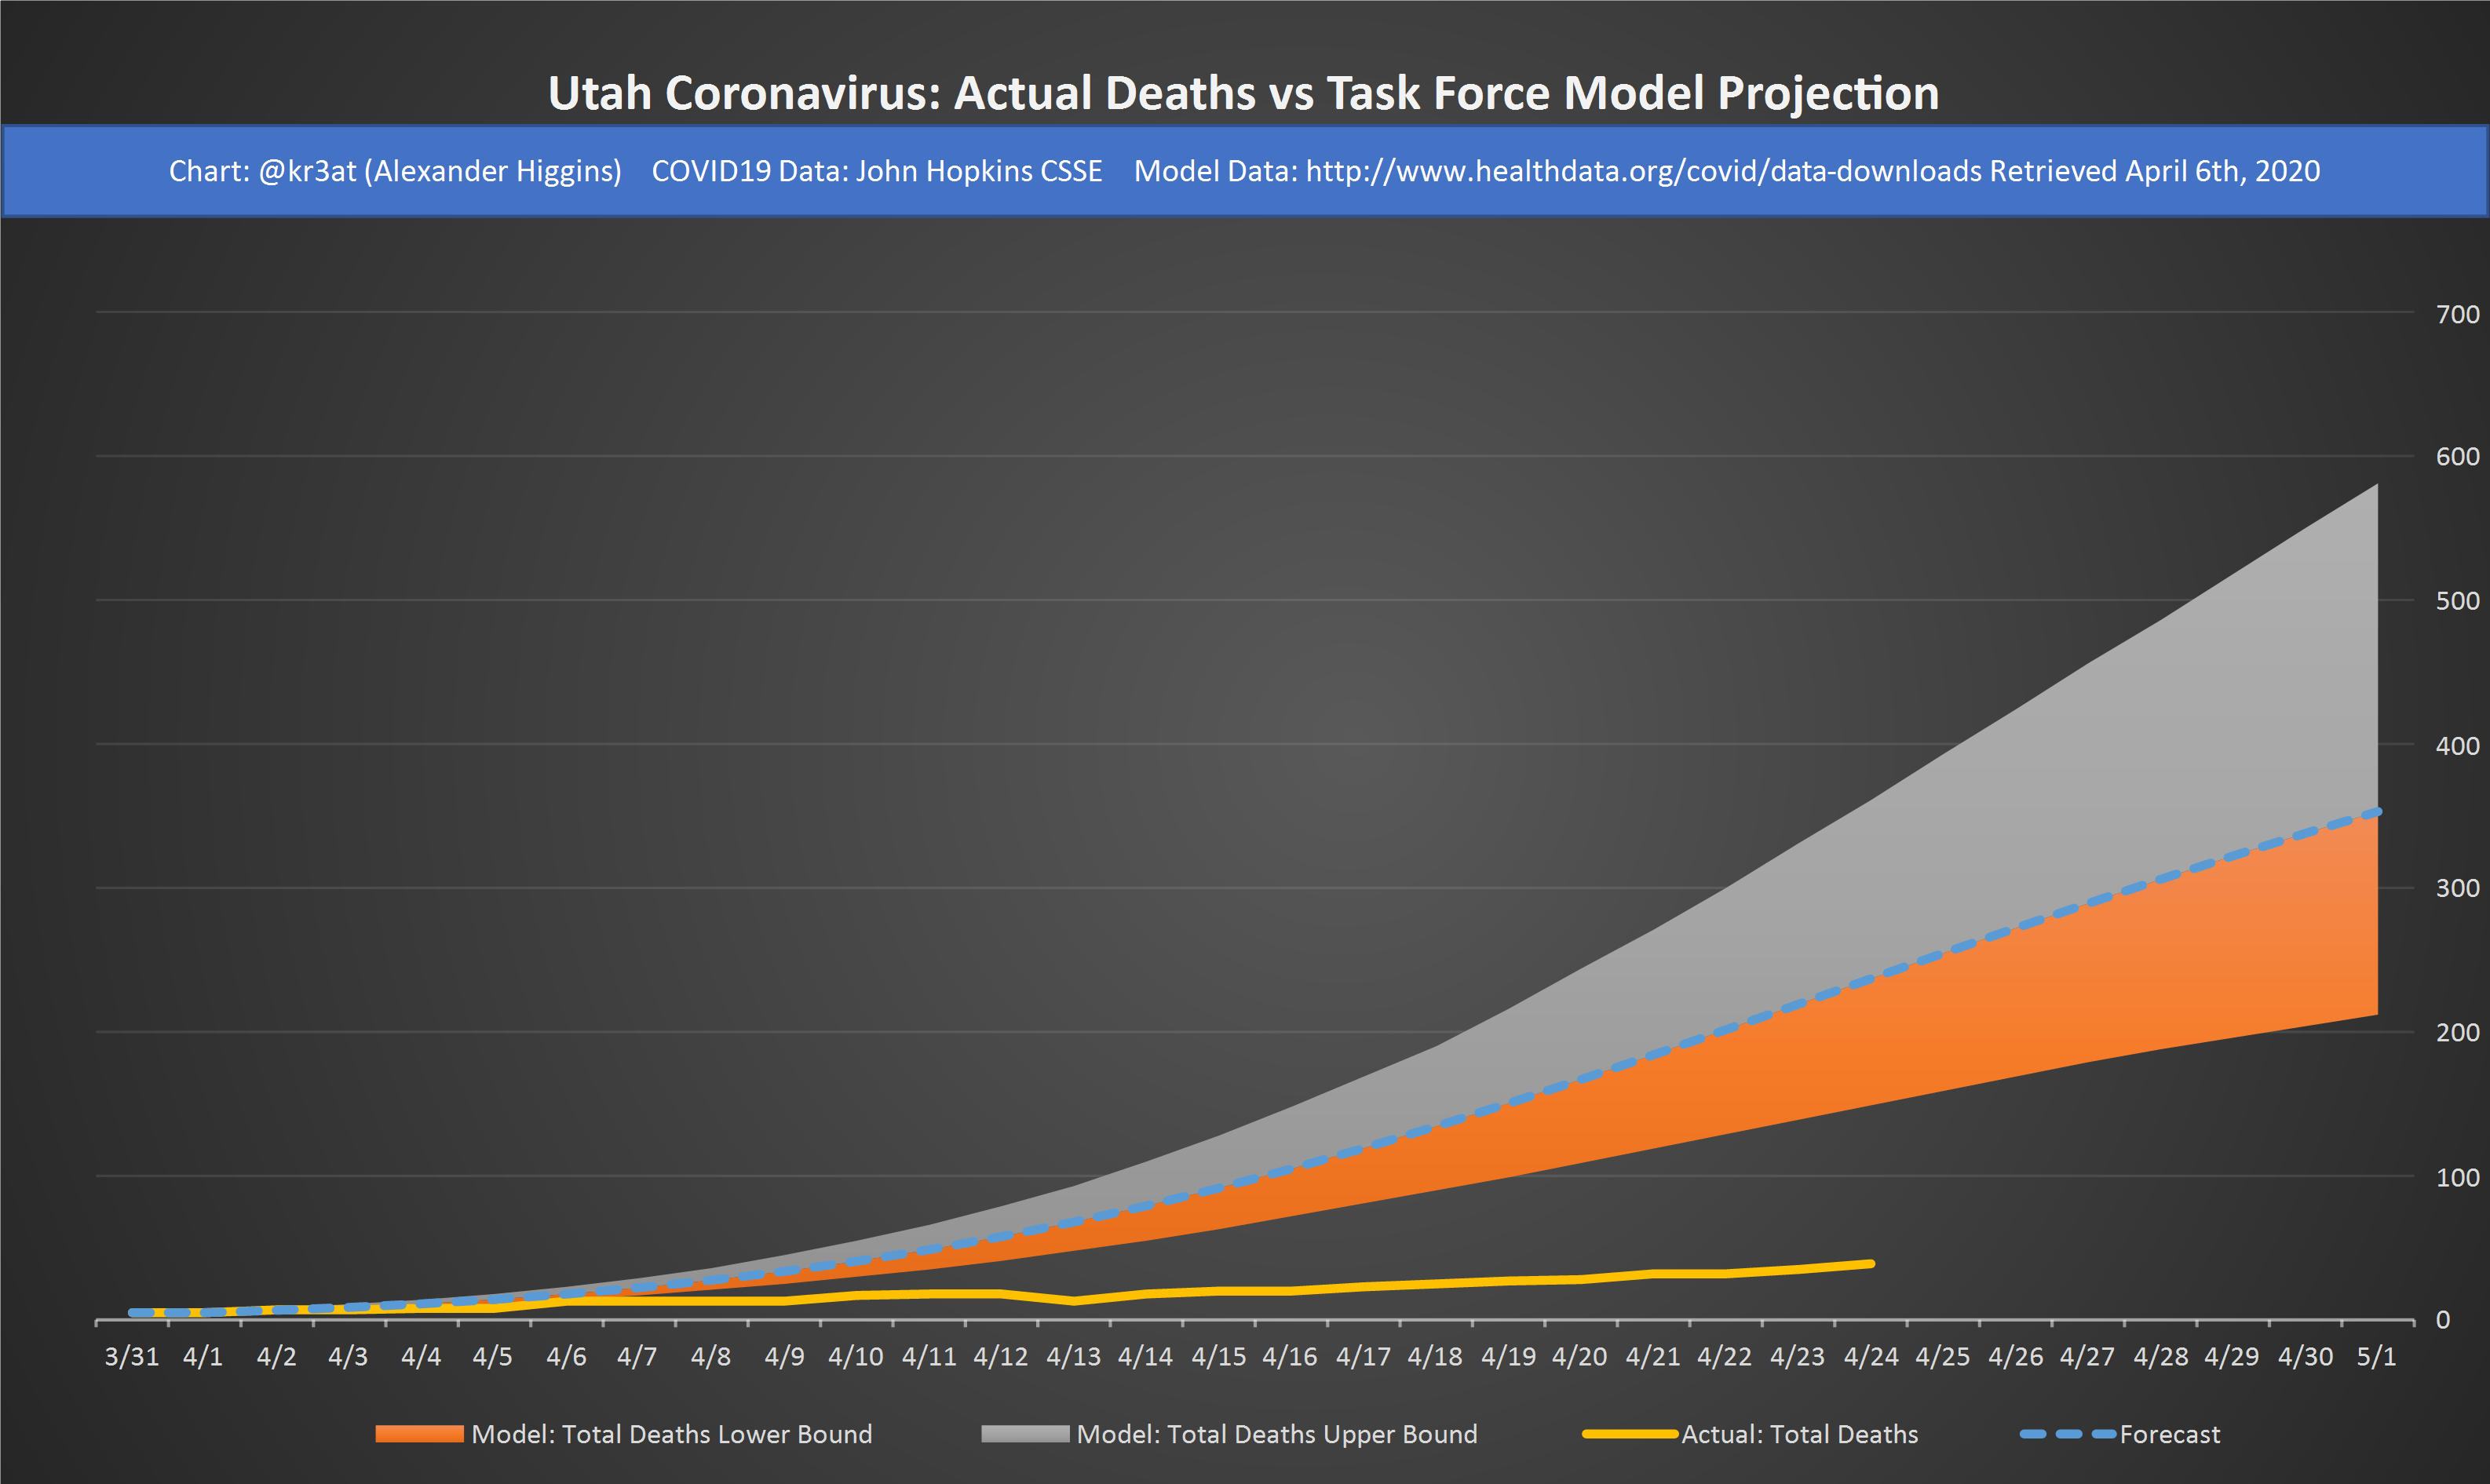 Utah Coronavirus: Actual Deaths vs Task Force Model Projection
Chart: @kr3at (Alexander Higgins) COVID19 Data: John Hopkins CSSE Model Data: http://www.healthdata.org/covid/data-downloads Retrieved April 6th, 2020
700
600
500
400
300
200
100
0
3/31 4/1 4/2 4/3 4/4 4/5 4/6 4/7 4/8 4/9 4/10 4/11 4/12 4/13 4/14 4/15 4/16 4/17 4/18 4/19 4/20 4/21 4/22 4/23 4/24 4/25 4/26 4/27 4/28 4/29 4/30 5/1
Model: Total Deaths Lower Bound Model: Total Deaths Upper Bound Actual: Total Deaths Forecast